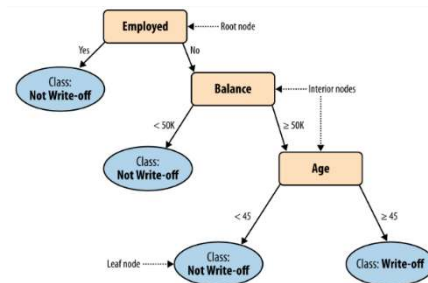 Employed
Root node
Yes
No
Class:
Not Write-off
Balance
Interior nodes
< 50K
≥ 50K
Class:
Not Write-off
Age
< 45
≥ 45
Leaf node
Class:
Not Write-off
Class: Write-off